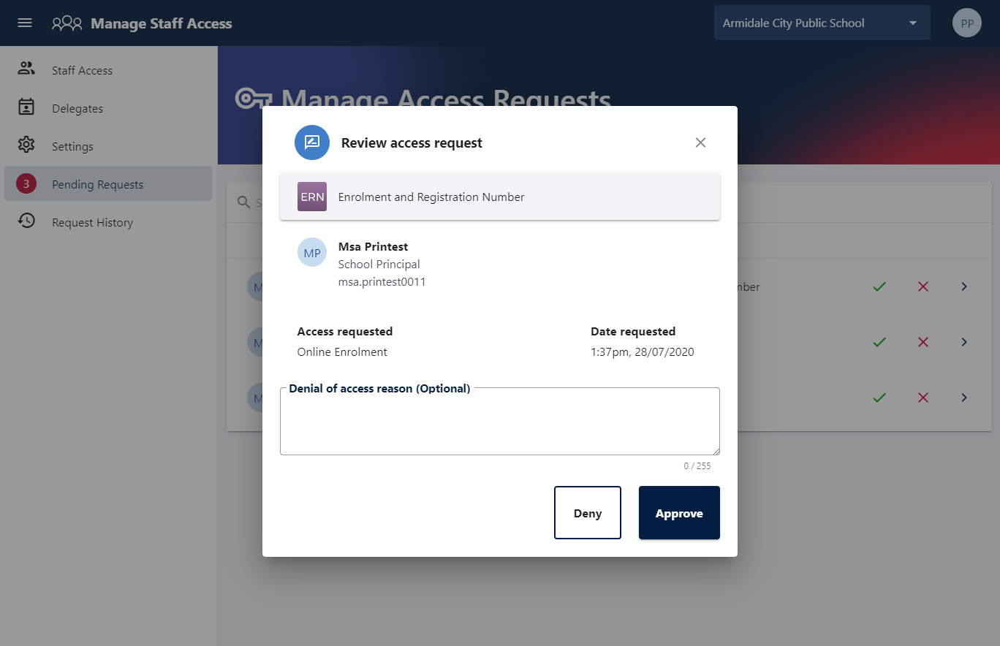 Manage Staff Access
Armidale City Public School
PP
Staff Access
Delegates
Settings
3
Pending Requests
Request History
Manage Access Requests
Review access request
ERN
Enrolment and Registration Number
MP
Msa Printest
School Principal
msa.printest0011
Access requested
Online Enrolment
Date requested
1:37pm, 28/07/2020
Denial of access reason (Optional)
0 / 255
Deny
Approve